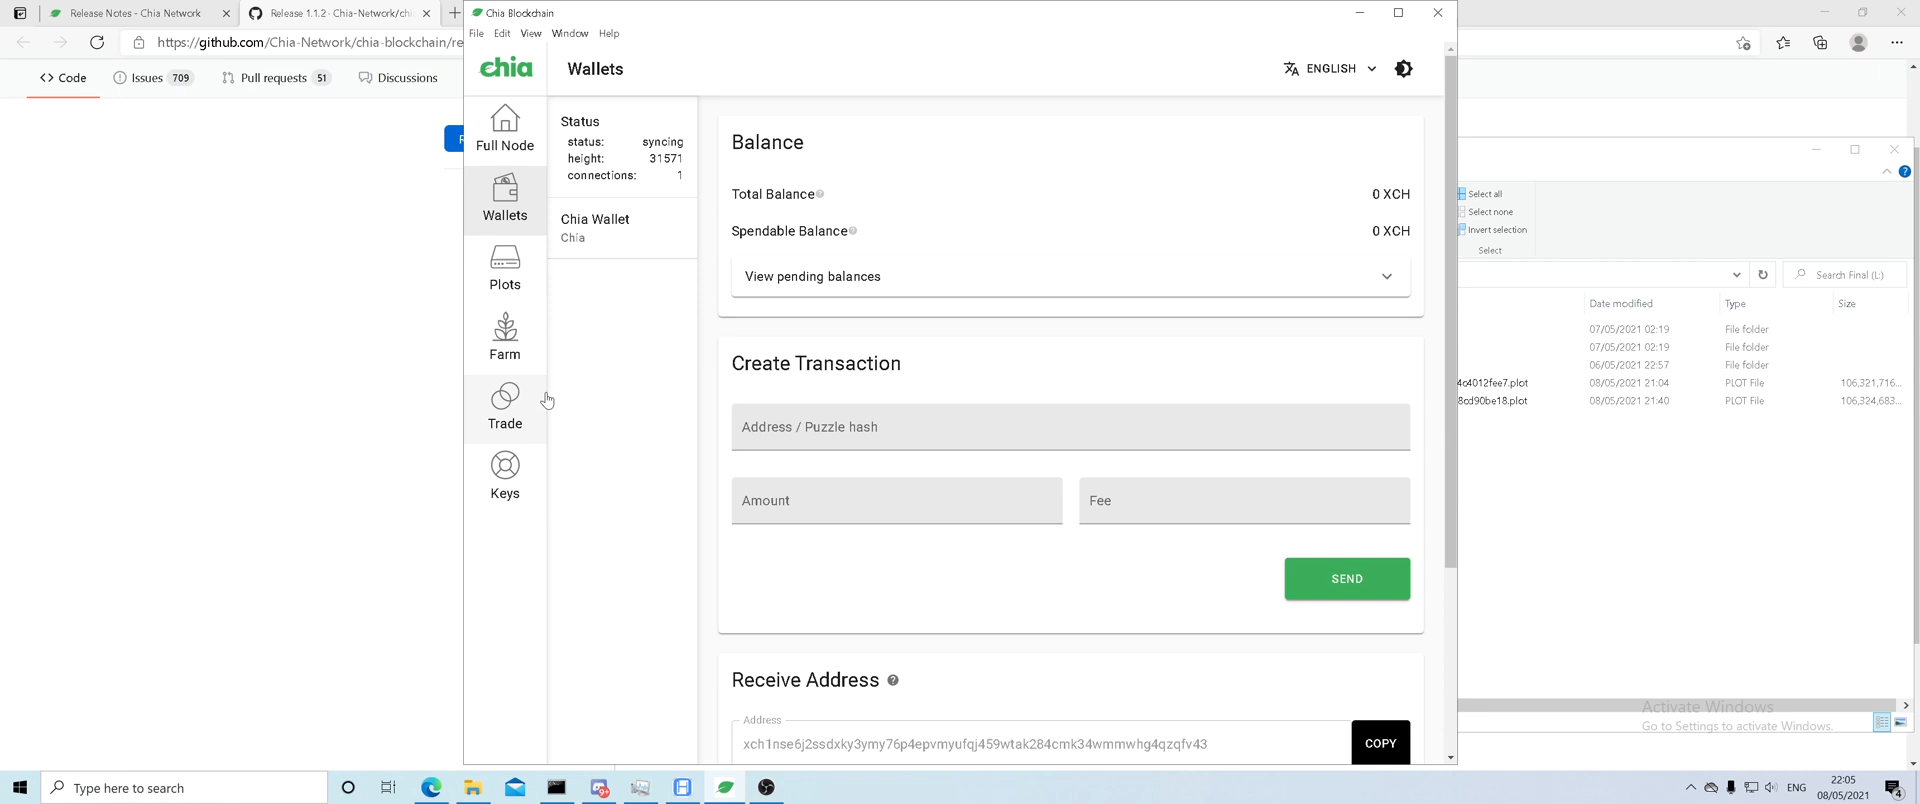 Release Notes - Chia Network
Release 1.1.2 · Chia-Network/chi
https://github.com/Chia-Network/chia-blockchain/re
Code
Issues 709
Pull requests 51
Discussions
Chia Blockchain
File Edit View Window Help
chia
Wallets
ENGLISH
Full Node
Wallets
Plots
Farm
Trade
Keys
Status
status: syncing
height: 31571
connections: 1
Chia Wallet
Chia
Balance
Total Balance 0 XCH
Spendable Balance 0 XCH
View pending balances
Create Transaction
Address / Puzzle hash
Amount
Fee
SEND
Receive Address
Address
xch1nse6j2ssdxky3ymy76p4epvmyufqj459wtak284cmk34wmmwhg4qzqfv43
COPY
Select all
Select none
Invert selection
Select
Search Final (L:)
Date modified Type Size
07/05/2021 02:19 File folder
07/05/2021 02:19 File folder
06/05/2021 22:57 File folder
4c4012fee7.plot 08/05/2021 21:04 PLOT File 106,321,716...
8cd90be18.plot 08/05/2021 21:40 PLOT File 106,324,683...
Activate Windows
Go to Settings to activate Windows.
Type here to search
9+
ENG
22:05
08/05/2021
4